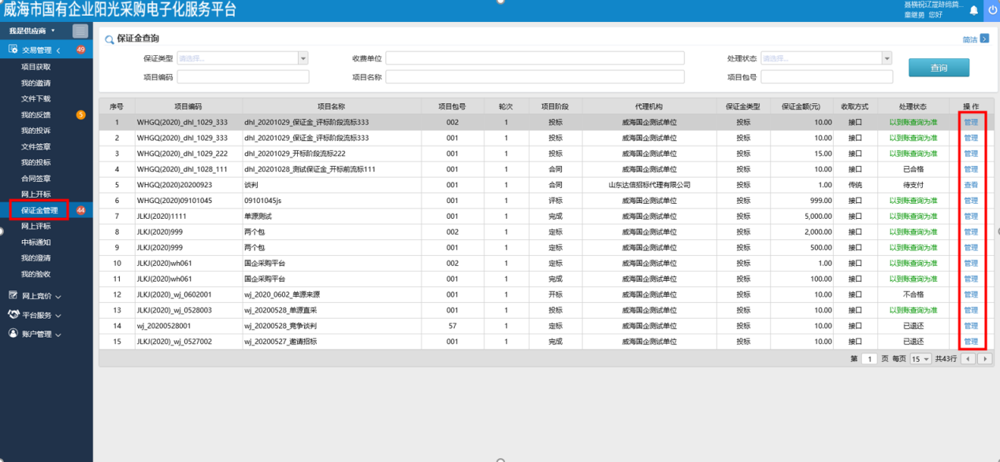 威海市国有企业阳光采购电子化服务平台
童继勇 您好
我是供应商
交易管理 49
项目获取
我的邀请
文件下载
我的反馈 5
我的投诉
文件签章
我的投标
合同签章
网上开标
保证金管理 44
网上评标
中标通知
我的澄清
我的验收
网上竞价
平台服务
账户管理
保证金查询
简洁
保证类型 请选择... 收费单位 处理状态 请选择...
项目编码 项目名称 项目包号
查询
序号 项目编码 项目名称 项目包号 轮次 项目阶段 代理机构 保证金类型 保证金额(元) 收取方式 处理状态 操作
1 WHGQ(2020)_dhl_1029_333 dhl_20201029_保证金_评标阶段流标333 002 1 投标 威海国企测试单位 投标 10.00 接口 以到账查询为准 管理
2 WHGQ(2020)_dhl_1029_333 dhl_20201029_保证金_评标阶段流标333 001 1 投标 威海国企测试单位 投标 10.00 接口 以到账查询为准 管理
3 WHGQ(2020)_dhl_1029_222 dhl_20201029_开标阶段流标222 001 1 投标 威海国企测试单位 投标 15.00 接口 以到账查询为准 管理
4 WHGQ(2020)_dhl_1028_111 dhl_20201028_测试保证金_开标前流标111 001 1 合同 威海国企测试单位 投标 10.00 接口 已合格 管理
5 WHGQ(2020)20200923 谈判 001 1 合同 山东达信招标代理有限公司 投标 1.00 传统 待支付 查看
6 WHGQ(2020)09101045 09101045js 001 1 评标 威海国企测试单位 投标 999.00 接口 以到账查询为准 管理
7 JLKJ(2020)1111 单源测试 001 1 完成 威海国企测试单位 投标 5,000.00 接口 以到账查询为准 管理
8 JLKJ(2020)999 两个包 002 1 定标 威海国企测试单位 投标 2,000.00 接口 以到账查询为准 管理
9 JLKJ(2020)999 两个包 001 1 定标 威海国企测试单位 投标 500.00 接口 以到账查询为准 管理
10 JLKJ(2020)wh061 国企采购平台 002 1 定标 威海国企测试单位 投标 1.00 接口 以到账查询为准 管理
11 JLKJ(2020)wh061 国企采购平台 001 1 完成 威海国企测试单位 投标 100.00 接口 以到账查询为准 管理
12 JLKJ(2020)_wj_0602001 wj_2020_0602_单源来源 001 1 开标 威海国企测试单位 投标 10.00 接口 不合格 管理
13 JLKJ(2020)_wj_0528003 wj_20200528_单源直采 001 1 投标 威海国企测试单位 投标 10.00 接口 以到账查询为准 管理
14 wj_20200528001 wj_20200528_竞争谈判 57 1 定标 威海国企测试单位 投标 10.00 接口 已退还 管理
15 JLKJ(2020)_wj_0527002 wj_20200527_邀请招标 001 1 完成 威海国企测试单位 投标 10.00 接口 已退还 管理
第 1 页 每页 15 共43行